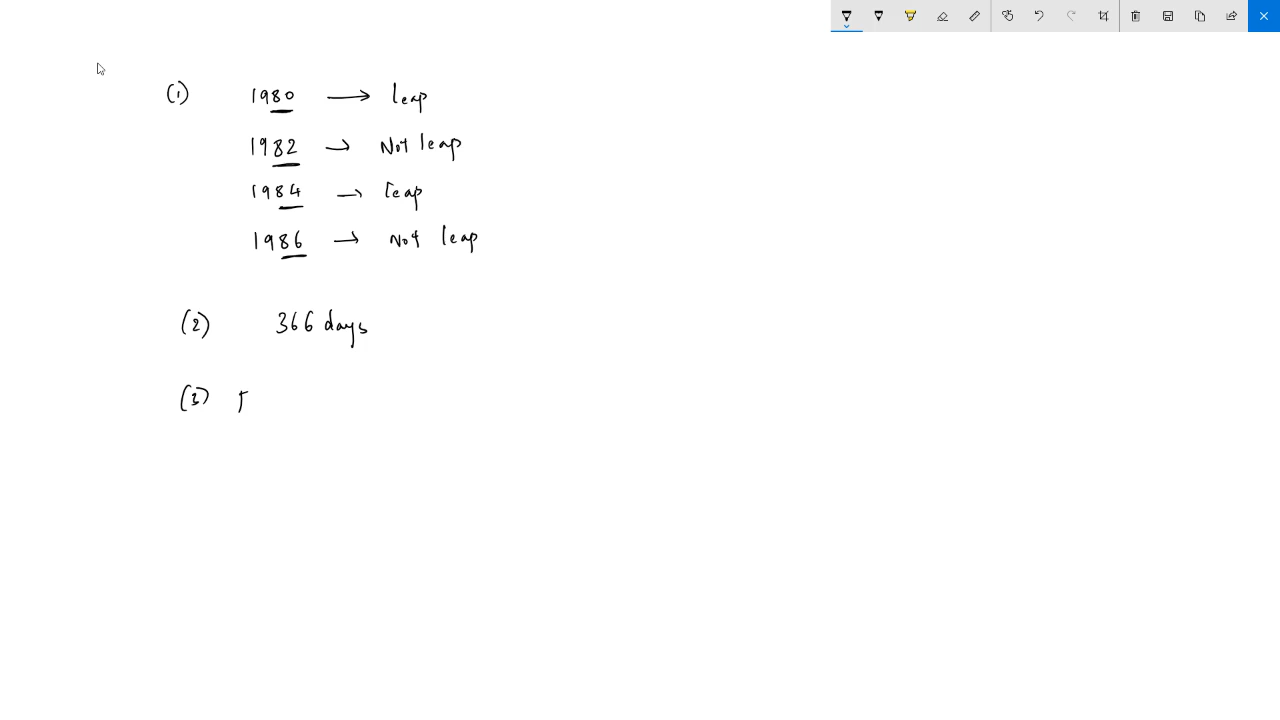 (1) 1980 → leap
1982 → Not leap
1984 → leap
1986 → Not leap
(2) 366 days
(3)